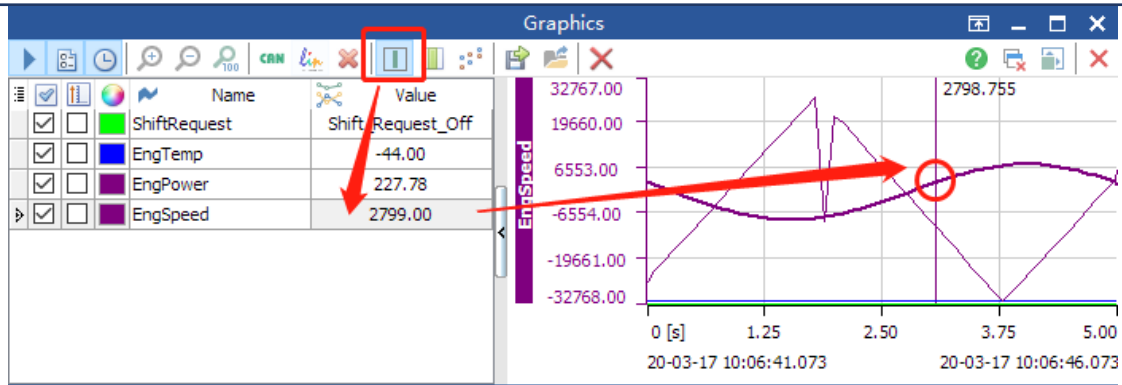 Graphics
100 CAN Lin
Name Value
ShiftRequest Shift_Request_Off
EngTemp -44.00
EngPower 227.78
EngSpeed 2799.00
EngSpeed
32767.00
19660.00
6553.00
-6554.00
-19661.00
-32768.00
2798.755
0 [s] 1.25 2.50 3.75 5.00
20-03-17 10:06:41.073 20-03-17 10:06:46.073